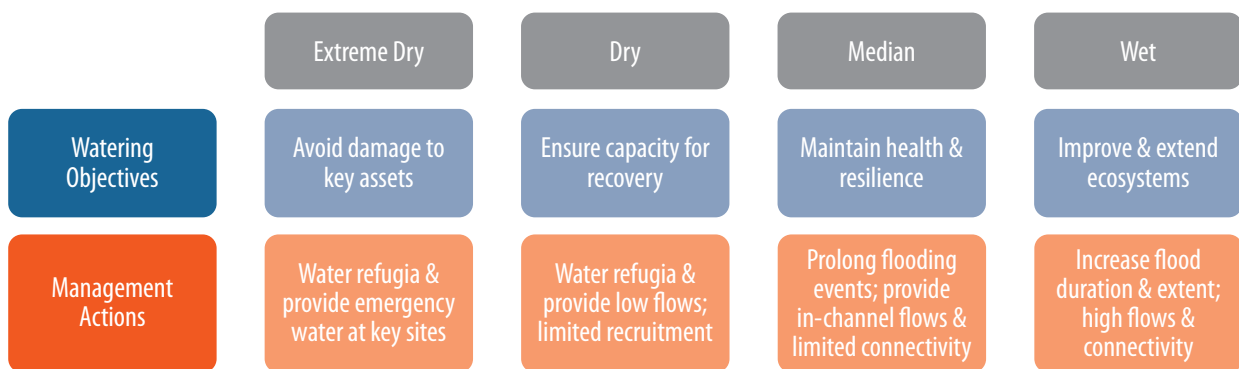 Extreme Dry
Dry
Median
Wet
Watering
Objectives
Avoid damage to
key assets
Ensure capacity for
recovery
Maintain health &
resilience
Improve & extend
ecosystems
Management
Actions
Water refugia &
provide emergency
water at key sites
Water refugia &
provide low flows;
limited recruitment
Prolong flooding
events; provide
in-channel flows &
limited connectivity
Increase flood
duration & extent;
high flows &
connectivity